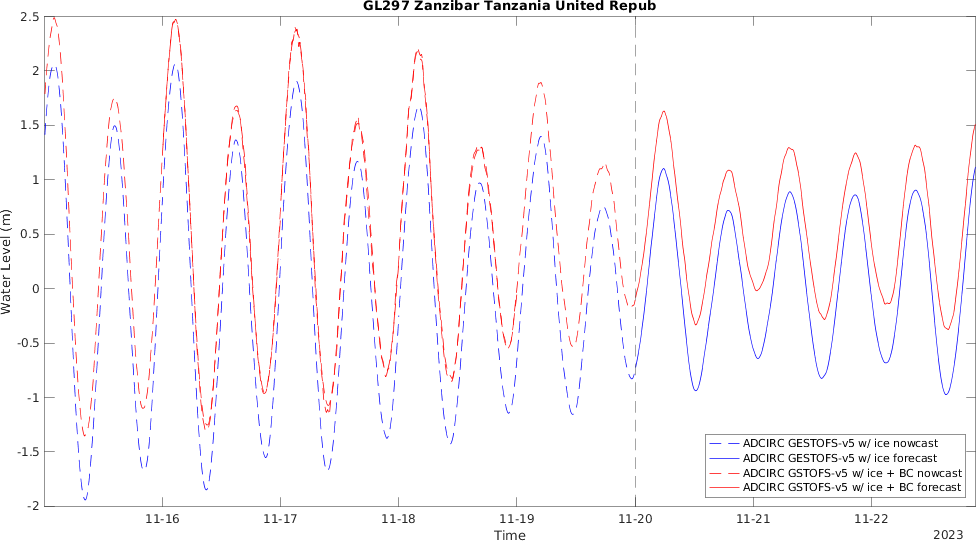 GL297 Zanzibar Tanzania United Repub
2.5
2
1.5
1
0.5
0
-0.5
-1
-1.5
-2
Water Level (m)
11-16 11-17 11-18 11-19 11-20 11-21 11-22
Time
2023
ADCIRC GESTOFS-v5 w/ ice nowcast
ADCIRC GESTOFS-v5 w/ ice forecast
ADCIRC GSTOFS-v5 w/ ice + BC nowcast
ADCIRC GSTOFS-v5 w/ ice + BC forecast